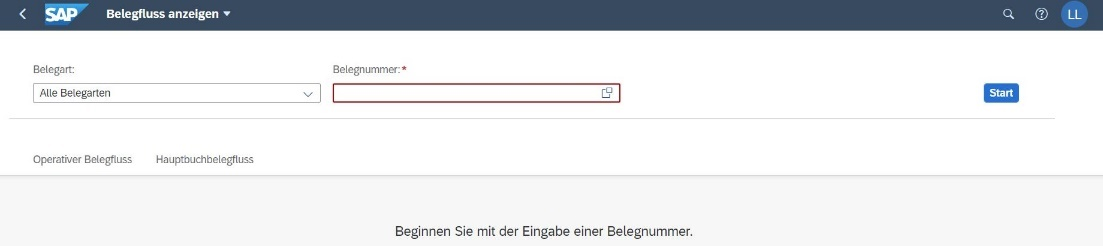 SAP Belegfluss anzeigen LL
Belegart: Belegnummer:*
Alle Belegarten Start
Operativer Belegfluss Hauptbuchbelegfluss
Beginnen Sie mit der Eingabe einer Belegnummer.